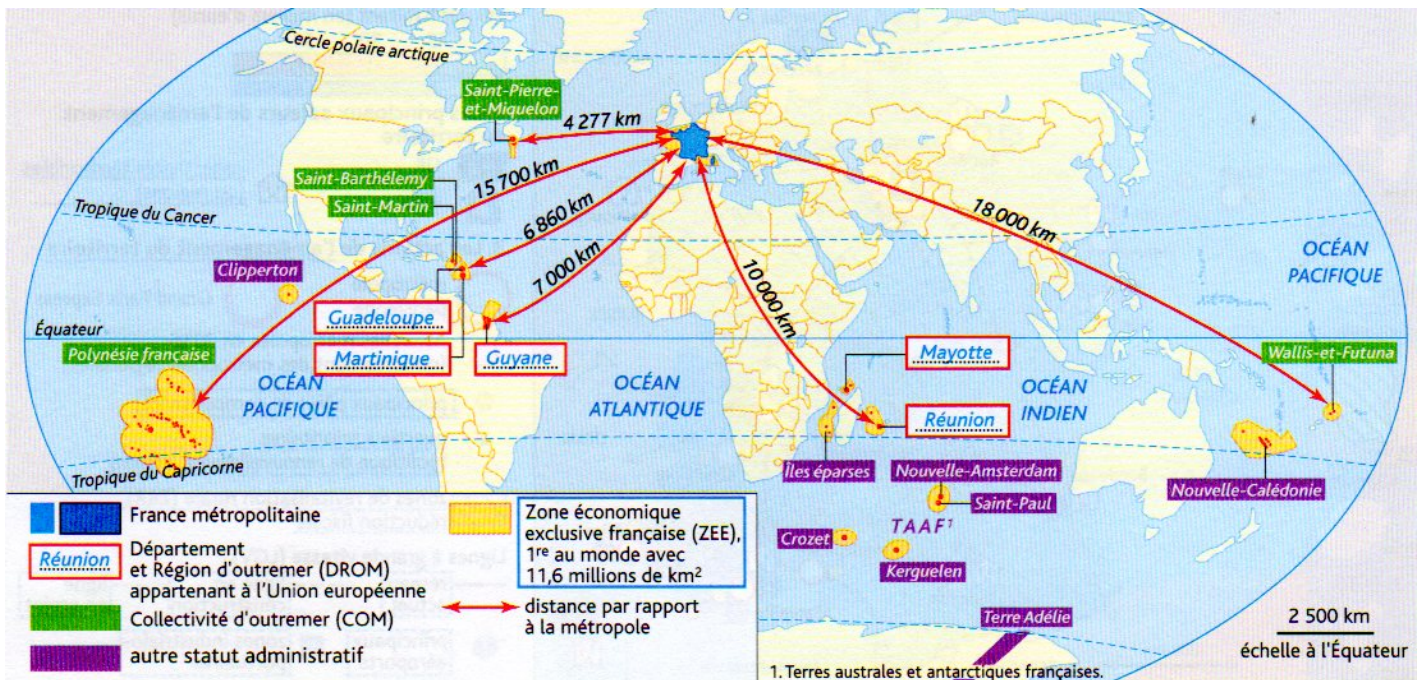 Cercle polaire arctique
Saint-Pierre-
et-Miquelon
4 277 km
15 700 km
Saint-Barthélemy
Saint-Martin
6 860 km
18 000 km
Tropique du Cancer
7 000 km
10 000 km
OCÉAN
PACIFIQUE
Clipperton
Guadeloupe
Équateur
Polynésie française
Martinique
Guyane
Mayotte
Wallis-et-Futuna
OCÉAN
PACIFIQUE
OCÉAN
ATLANTIQUE
OCÉAN
INDIEN
Réunion
Tropique du Capricorne
Îles éparses
Nouvelle-Amsterdam
Saint-Paul
Nouvelle-Calédonie
TAAF¹
Crozet
Kerguelen
Terre Adélie
France métropolitaine
Réunion
Département
et Région d'outremer (DROM)
appartenant à l'Union européenne
Collectivité d'outremer (COM)
autre statut administratif
Zone économique
exclusive française (ZEE),
1re au monde avec
11,6 millions de km²
distance par rapport
à la métropole
2 500 km
échelle à l'Équateur
1. Terres australes et antarctiques françaises.